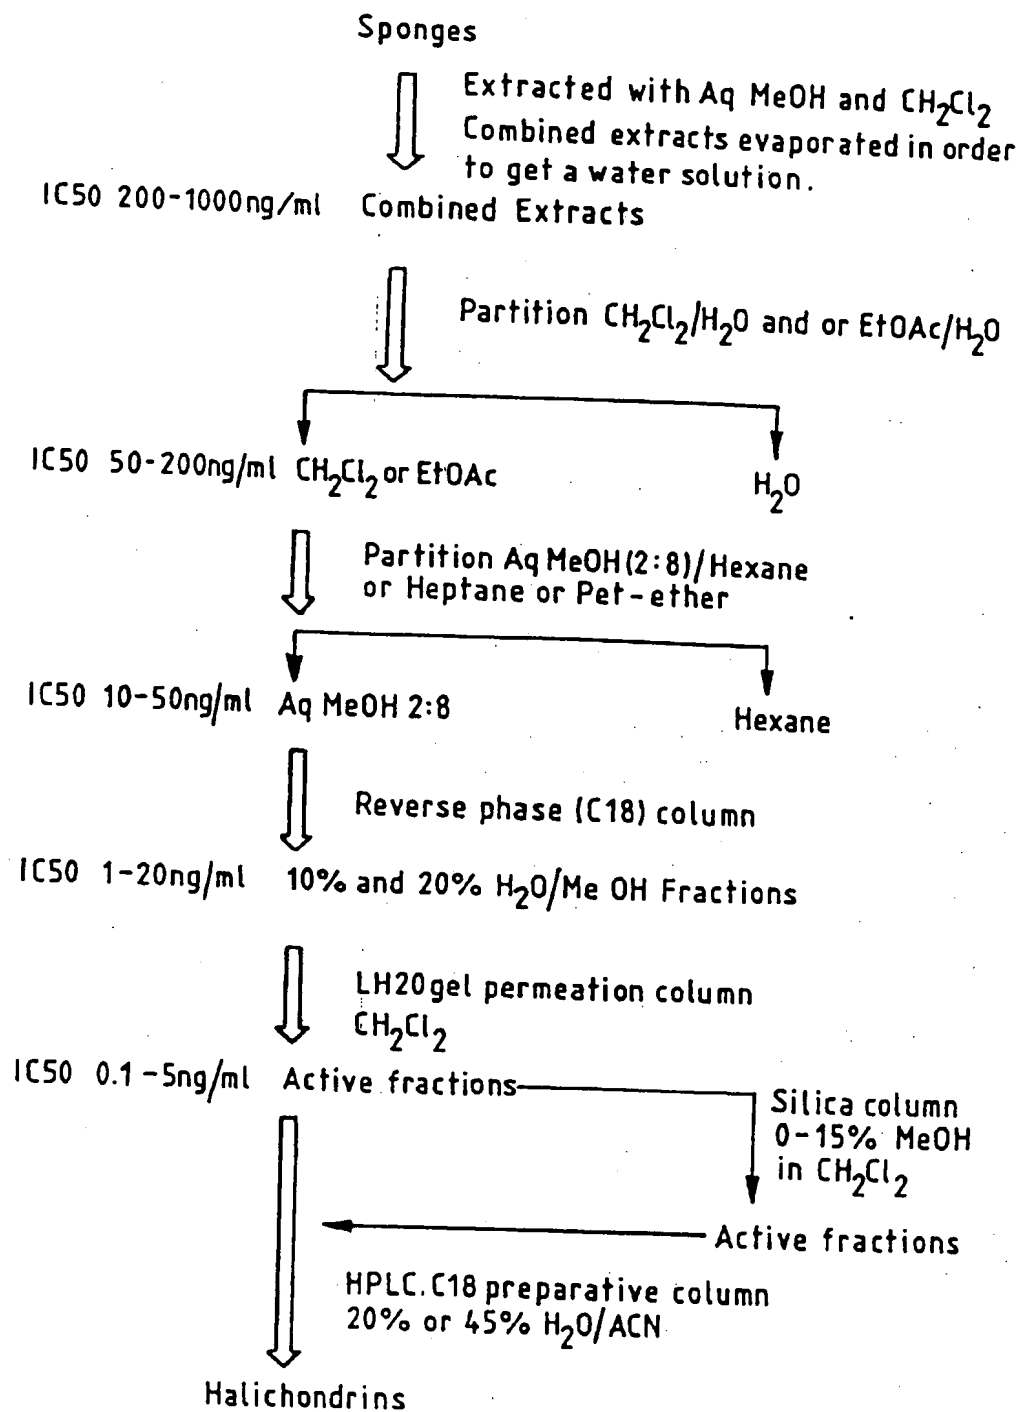 Sponges
Extracted with Aq MeOH and CH₂Cl₂
Combined extracts evaporated in order
to get a water solution.
IC50 200-1000ng/ml Combined Extracts
Partition CH₂Cl₂/H₂O and or EtOAc/H₂O
IC50 50-200ng/ml CH₂Cl₂ or EtOAc
H₂O
Partition Aq MeOH(2:8)/Hexane
or Heptane or Pet-ether
IC50 10-50ng/ml Aq MeOH 2:8
Hexane
Reverse phase (C18) column
IC50 1-20ng/ml 10% and 20% H₂O/Me OH Fractions
LH20gel permeation column
CH₂Cl₂
IC50 0.1-5ng/ml Active fractions
Silica column
0-15% MeOH
in CH₂Cl₂
Active fractions
HPLC.C18 preparative column
20% or 45% H₂O/ACN
Halichondrins